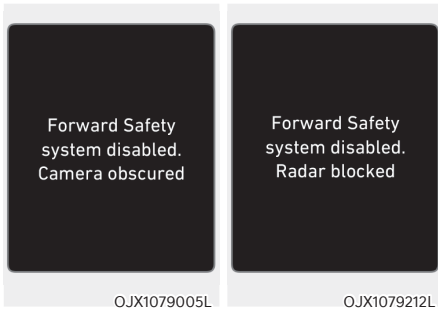 Forward Safety
system disabled.
Camera obscured
OJX1079005L
Forward Safety
system disabled.
Radar blocked
OJX1079212L